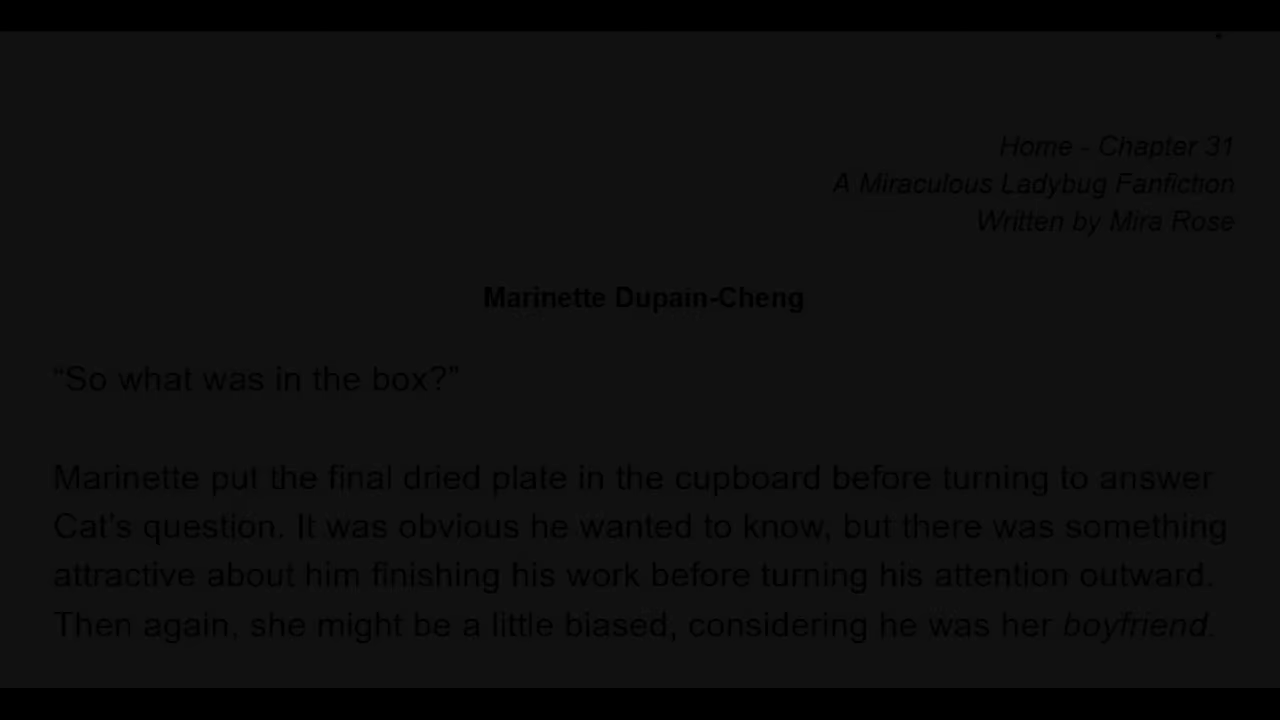 Home - Chapter 31
A Miraculous Ladybug Fanfiction
Written by Mira Rose
Marinette Dupain-Cheng
“So what was in the box?”
Marinette put the final dried plate in the cupboard before turning to answer
Cat’s question. It was obvious he wanted to know, but there was something
attractive about him finishing his work before turning his attention outward.
Then again, she might be a little biased, considering he was her boyfriend.